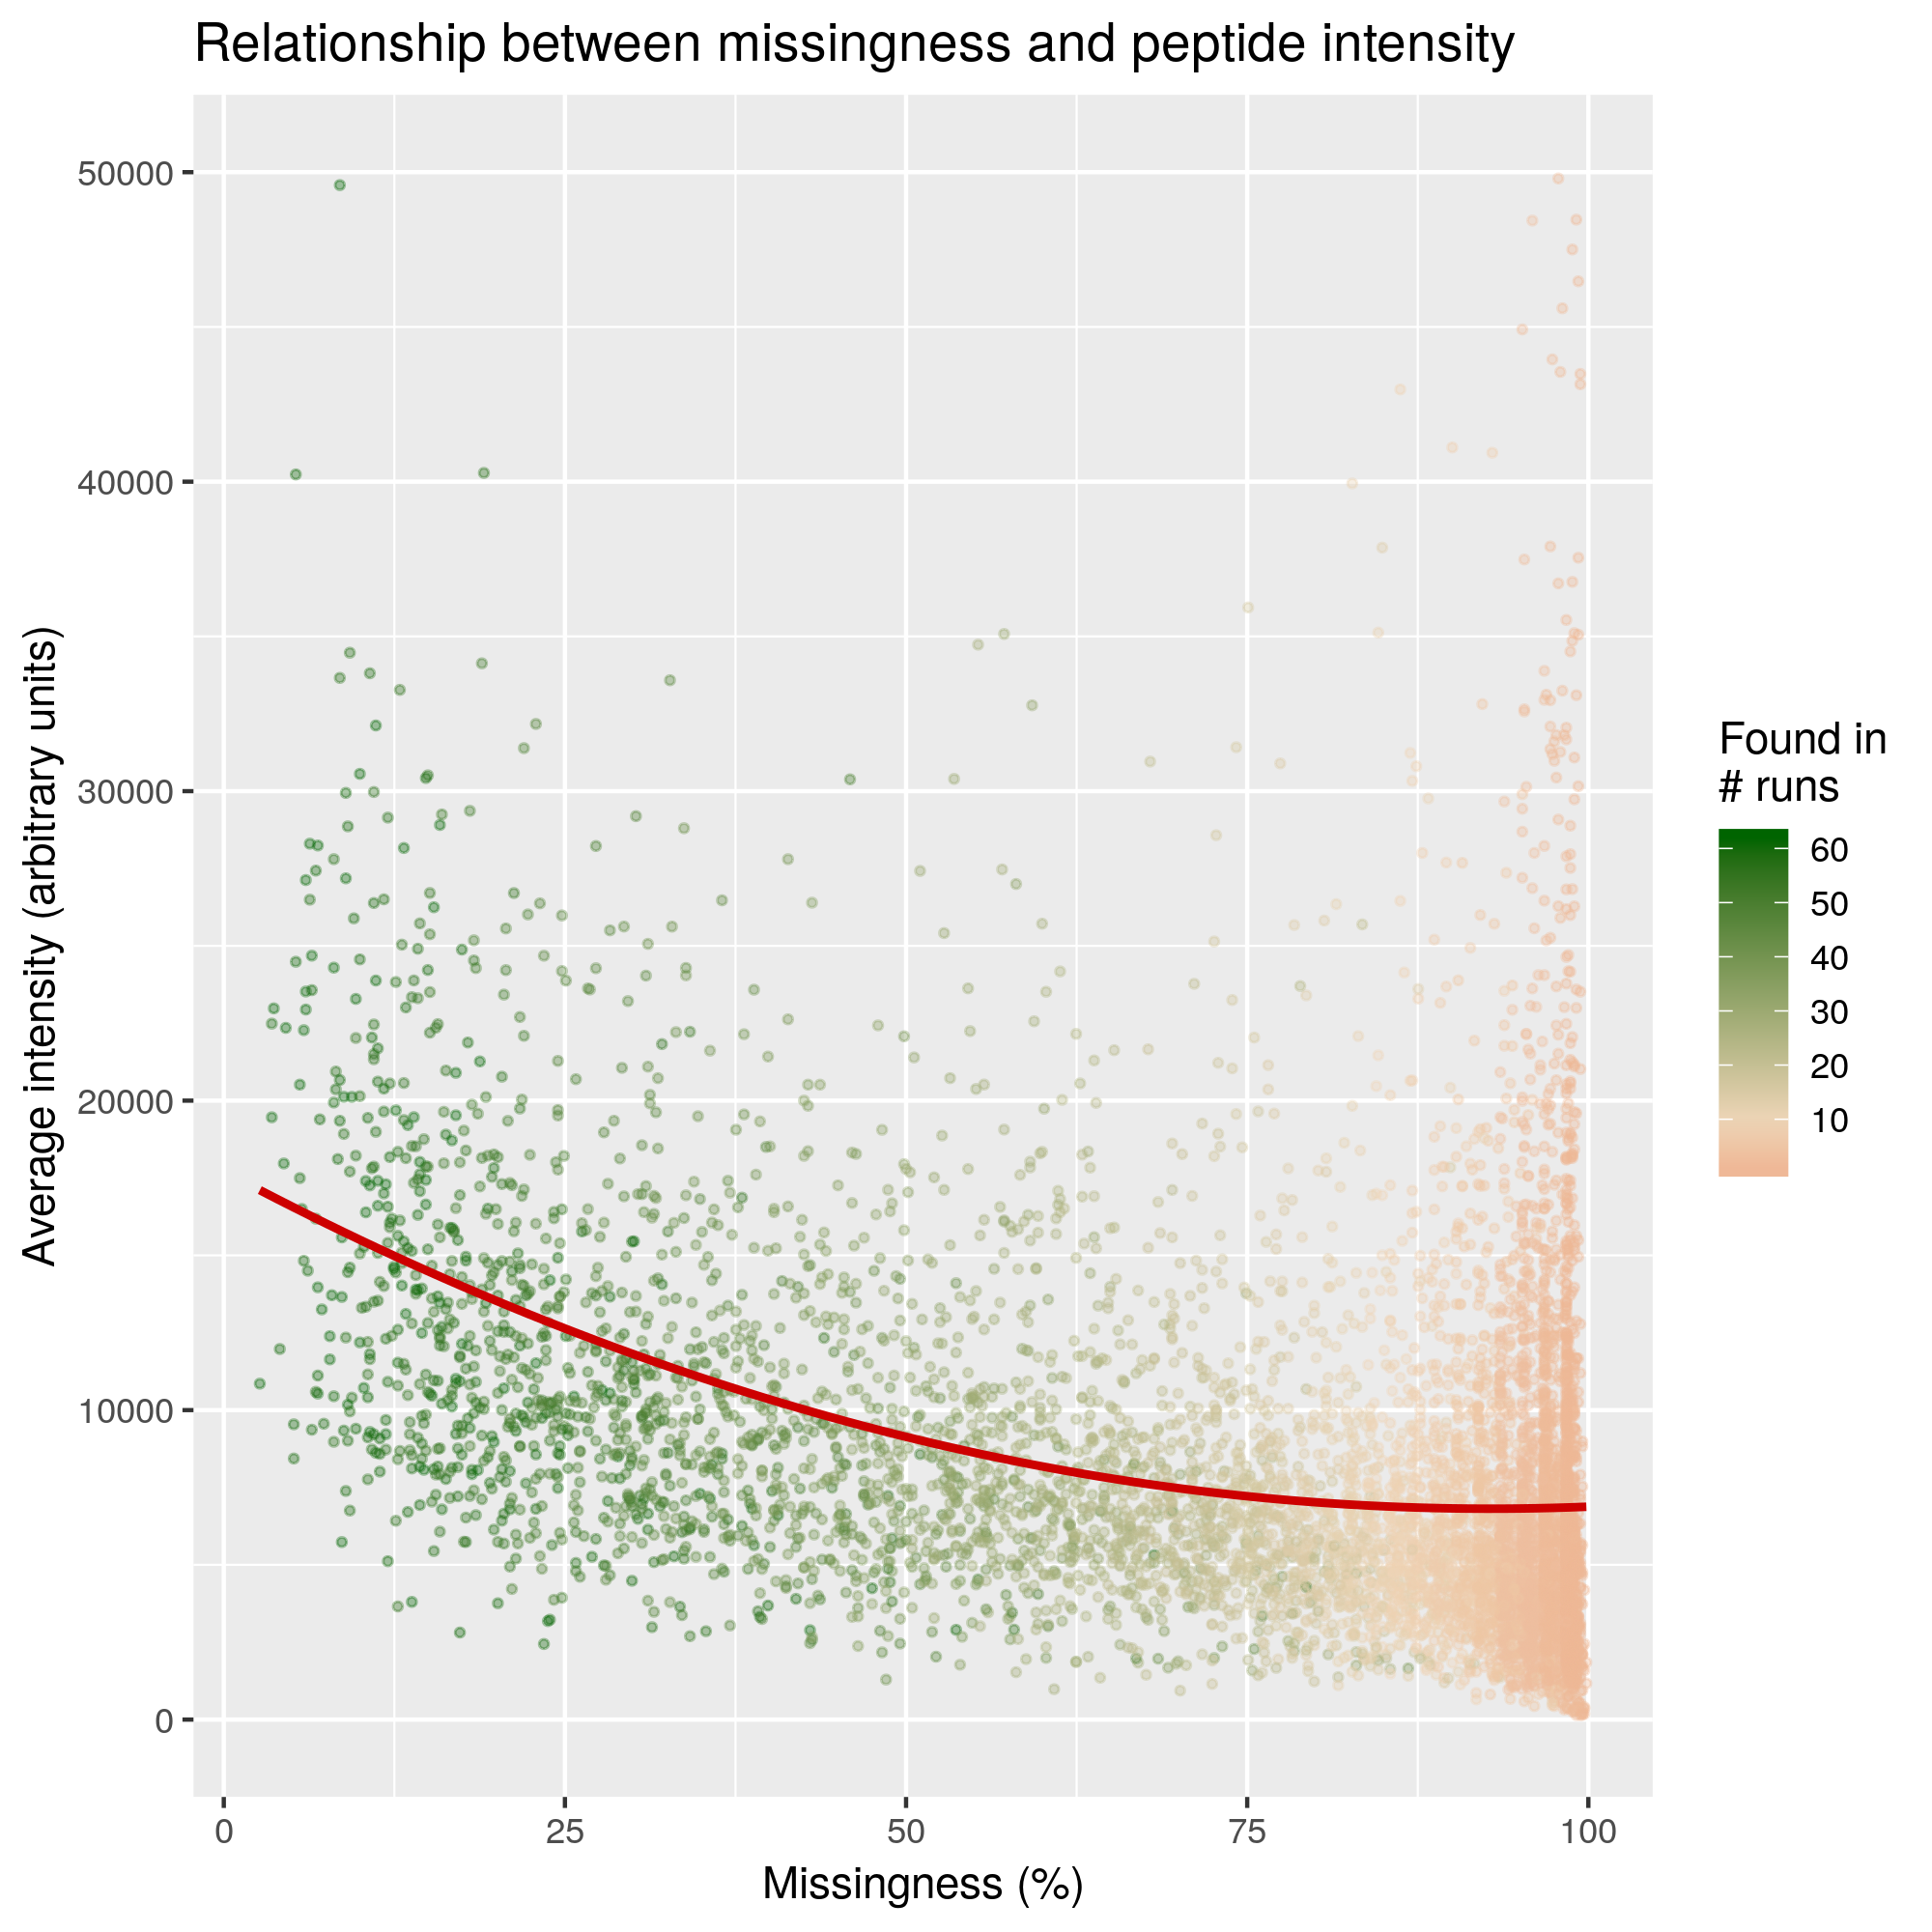 Relationship between missingness and peptide intensity
Average intensity (arbitrary units)
50000
40000
30000
20000
10000
0
0 25 50 75 100
Missingness (%)
Found in
# runs
60
50
40
30
20
10